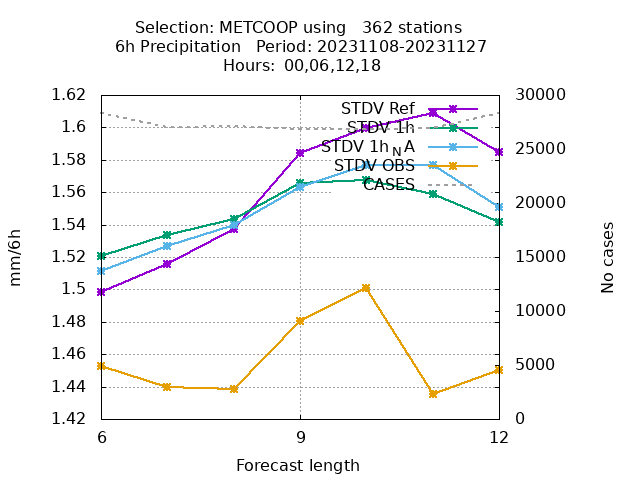 Selection: METCOOP using   362 stations
6h Precipitation   Period: 20231108-20231127
Hours: 00,06,12,18
1.62
1.6
1.58
1.56
1.54
1.52
1.5
1.48
1.46
1.44
1.42
30000
25000
20000
15000
10000
5000
0
STDV Ref
STDV 1h
STDV 1h_NA
STDV OBS
CASES
mm/6h
No cases
6
9
12
Forecast length